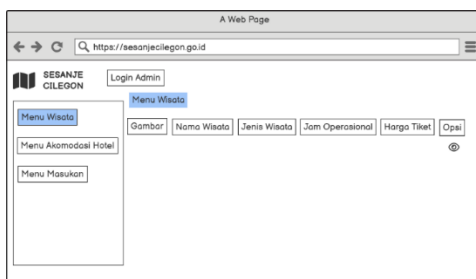 A Web Page
https://sesanjecilegon.go.id
SESANJE
CILEGON
Login Admin
Menu Wisata
Menu Akomodasi Hotel
Menu Masukan
Menu Wisata
Gambar Nama Wisata Jenis Wisata Jam Operasional Harga Tiket Opsi